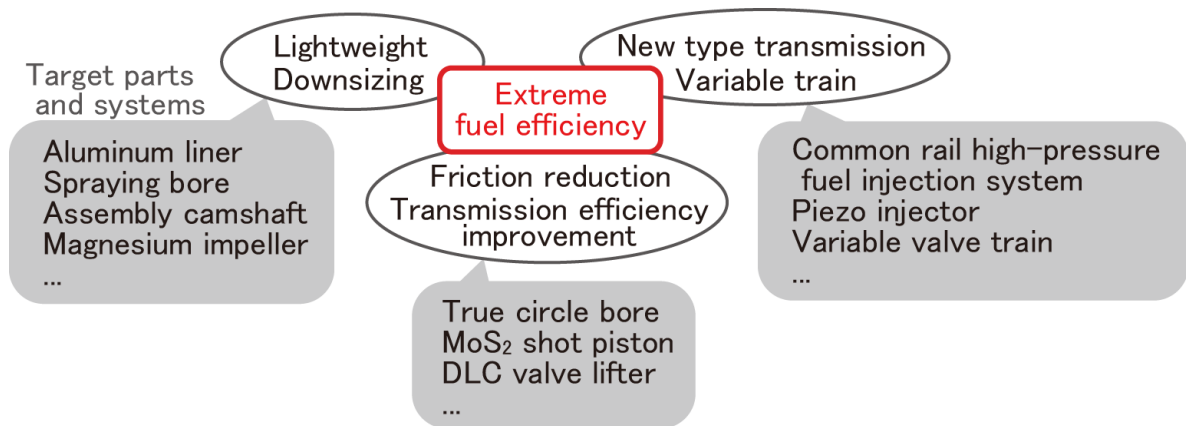 Lightweight
Downsizing
New type transmission
Variable train
Extreme
fuel efficiency
Target parts
and systems
Aluminum liner
Spraying bore
Assembly camshaft
Magnesium impeller
...
Friction reduction
Transmission efficiency
improvement
Common rail high-pressure
fuel injection system
Piezo injector
Variable valve train
...
True circle bore
MoS₂ shot piston
DLC valve lifter
...